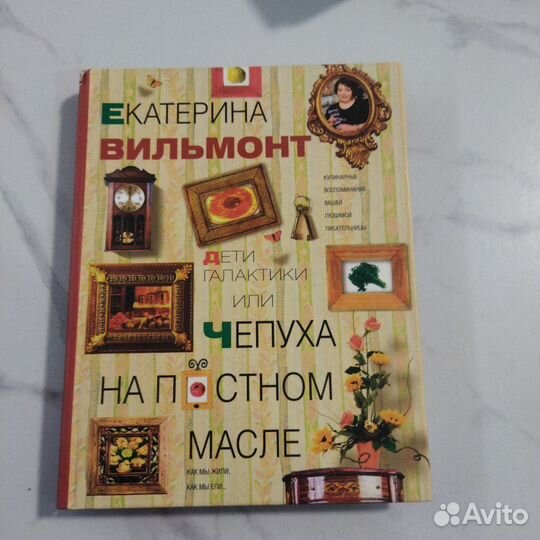 ЕКАТЕРИНА
ВИЛЬМОНТ
КУЛИНАРНЫЕ
ВОСПОМИНАНИЯ
ВАШЕЙ
ЛЮБИМОЙ
ПИСАТЕЛЬНИЦЫ
ДЕТИ
ГАЛАКТИКИ
ИЛИ
ЧЕПУХА
НА ПОСТНОМ
МАСЛЕ
КАК МЫ ЖИЛИ,
КАК МЫ ЕЛИ...
Avito